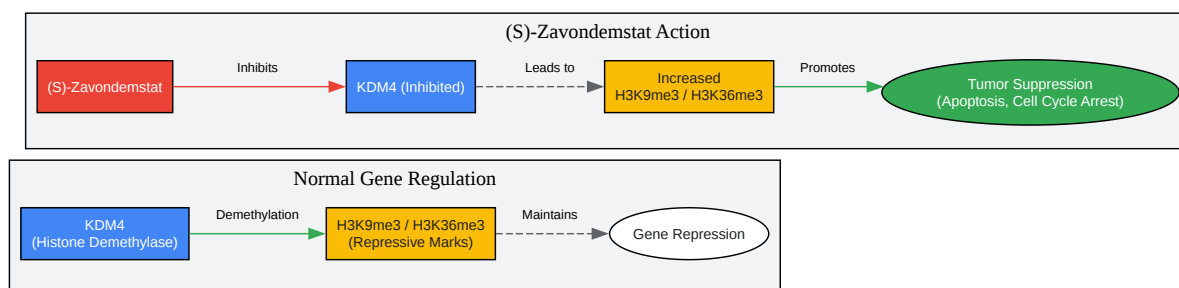 (S)-Zavondemstat Action
(S)-Zavondemstat
Inhibits
KDM4 (Inhibited)
Leads to
Increased
H3K9me3 / H3K36me3
Promotes
Tumor Suppression
(Apoptosis, Cell Cycle Arrest)
Normal Gene Regulation
KDM4
(Histone Demethylase)
Demethylation
H3K9me3 / H3K36me3
(Repressive Marks)
Maintains
Gene Repression